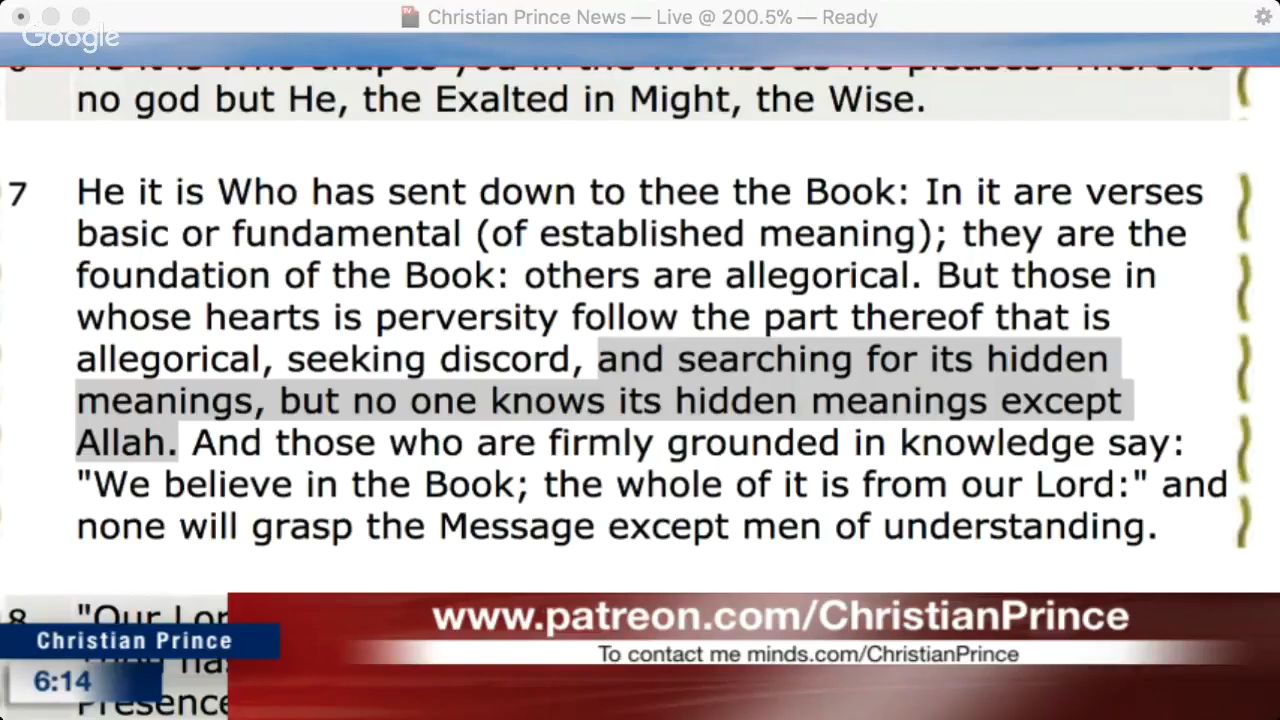 Christian Prince News — Live @ 200.5% — Ready
Google
no god but He, the Exalted in Might, the Wise.
7 He it is Who has sent down to thee the Book: In it are verses
basic or fundamental (of established meaning); they are the
foundation of the Book: others are allegorical. But those in
whose hearts is perversity follow the part thereof that is
allegorical, seeking discord, and searching for its hidden
meanings, but no one knows its hidden meanings except
Allah. And those who are firmly grounded in knowledge say:
"We believe in the Book; the whole of it is from our Lord:" and
none will grasp the Message except men of understanding.
8 "Our Lor
www.patreon.com/ChristianPrince
Christian Prince
To contact me minds.com/ChristianPrince
6:14
Presence